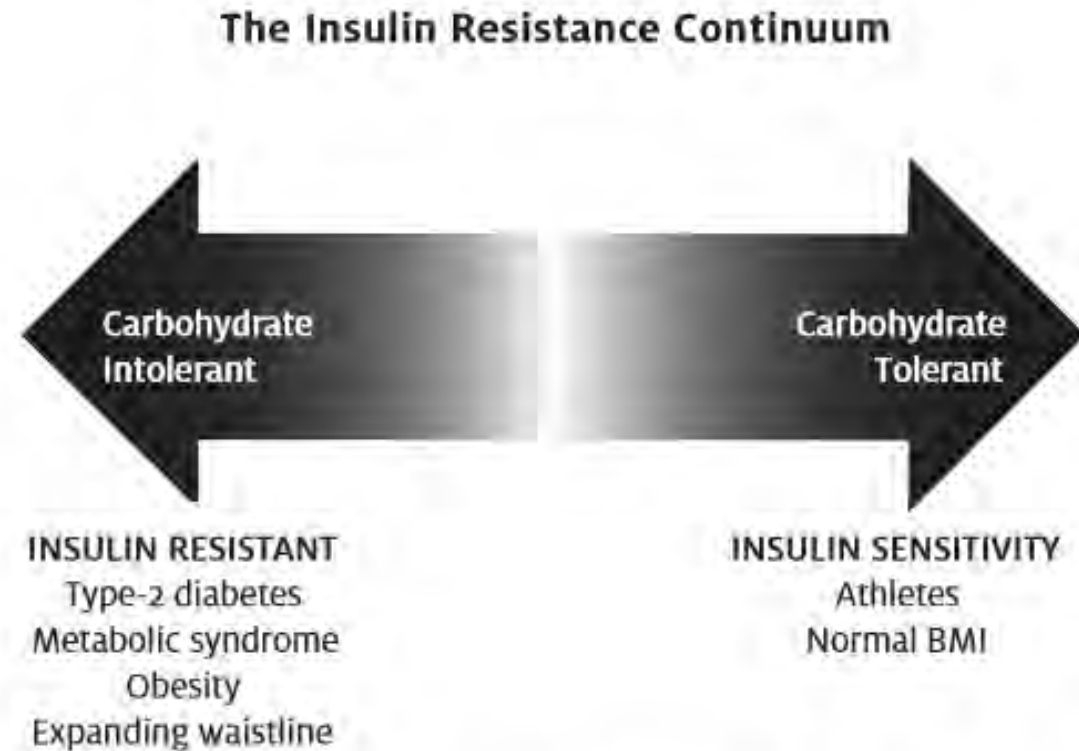 The Insulin Resistance Continuum
Carbohydrate
Intolerant
Carbohydrate
Tolerant
INSULIN RESISTANT
Type-2 diabetes
Metabolic syndrome
Obesity
Expanding waistline
INSULIN SENSITIVITY
Athletes
Normal BMI